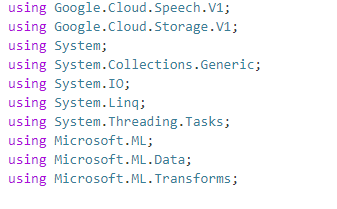 using Google.Cloud.Speech.V1;
using Google.Cloud.Storage.V1;
using System;
using System.Collections.Generic;
using System.IO;
using System.Linq;
using System.Threading.Tasks;
using Microsoft.ML;
using Microsoft.ML.Data;
using Microsoft.ML.Transforms;